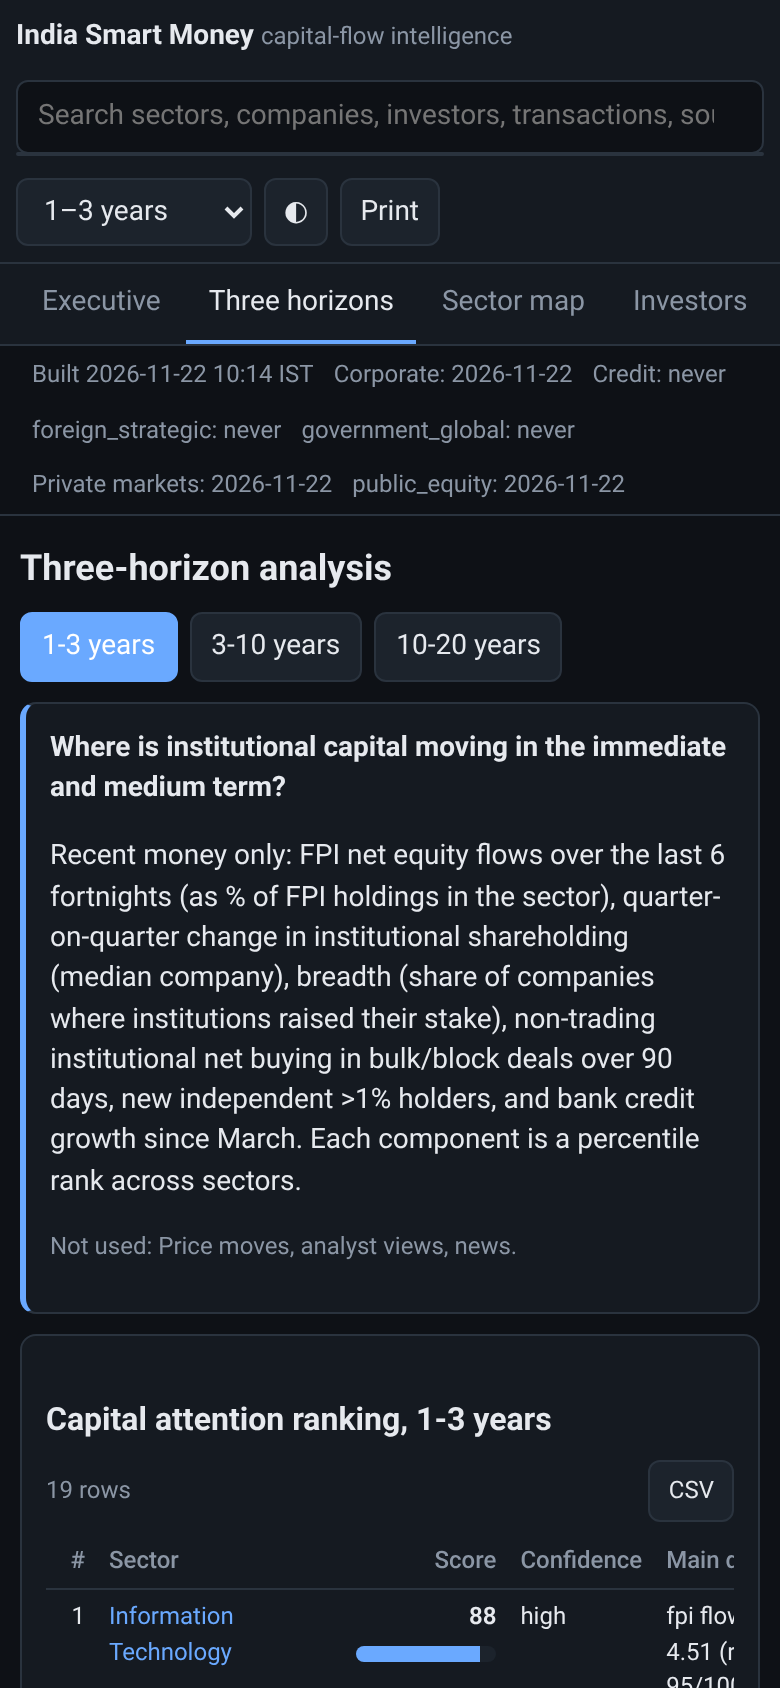 India Smart Money capital-flow intelligence
Search sectors, companies, investors, transactions,
1–3 years
Print
Executive Three horizons Sector map Investors
Built 2026-11-22 10:14 IST Corporate: 2026-11-22 Credit: never
foreign_strategic: never government_global: never
Private markets: 2026-11-22 public_equity: 2026-11-22
Three-horizon analysis
1-3 years 3-10 years 10-20 years
Where is institutional capital moving in the immediate
and medium term?
Recent money only: FPI net equity flows over the last 6
fortnights (as % of FPI holdings in the sector), quarter-
on-quarter change in institutional shareholding
(median company), breadth (share of companies
where institutions raised their stake), non-trading
institutional net buying in bulk/block deals over 90
days, new independent >1% holders, and bank credit
growth since March. Each component is a percentile
rank across sectors.
Not used: Price moves, analyst views, news.
Capital attention ranking, 1-3 years
19 rows
CSV
# Sector Score Confidence Main
1 Information 88 high fpi
Technology 4.51